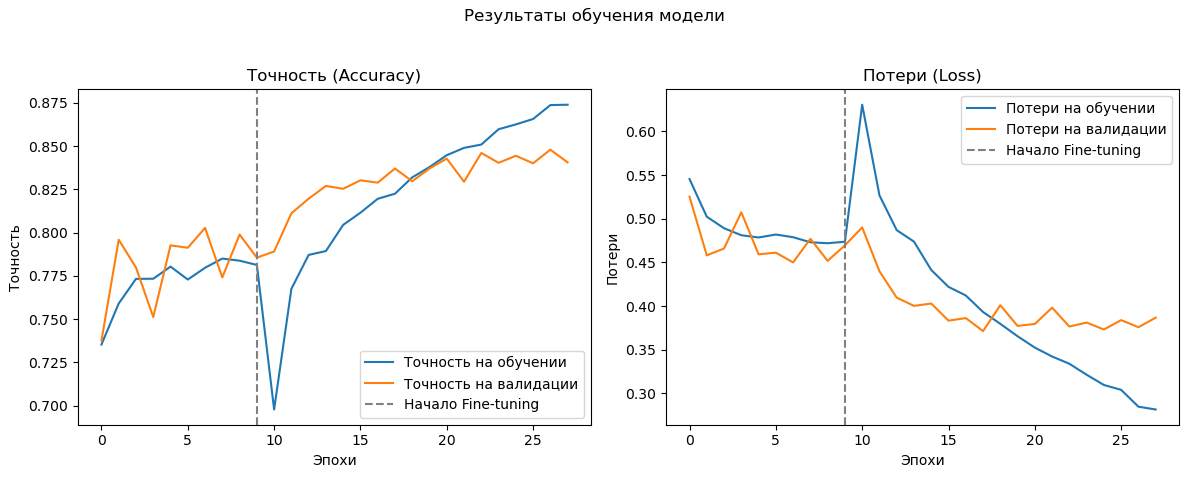 Результаты обучения модели
Точность (Accuracy)
Точность
0.875
0.850
0.825
0.800
0.775
0.750
0.725
0.700
0
5
10
15
20
25
Эпохи
Точность на обучении
Точность на валидации
Начало Fine-tuning
Потери (Loss)
Потери
0.60
0.55
0.50
0.45
0.40
0.35
0.30
0
5
10
15
20
25
Эпохи
Потери на обучении
Потери на валидации
Начало Fine-tuning